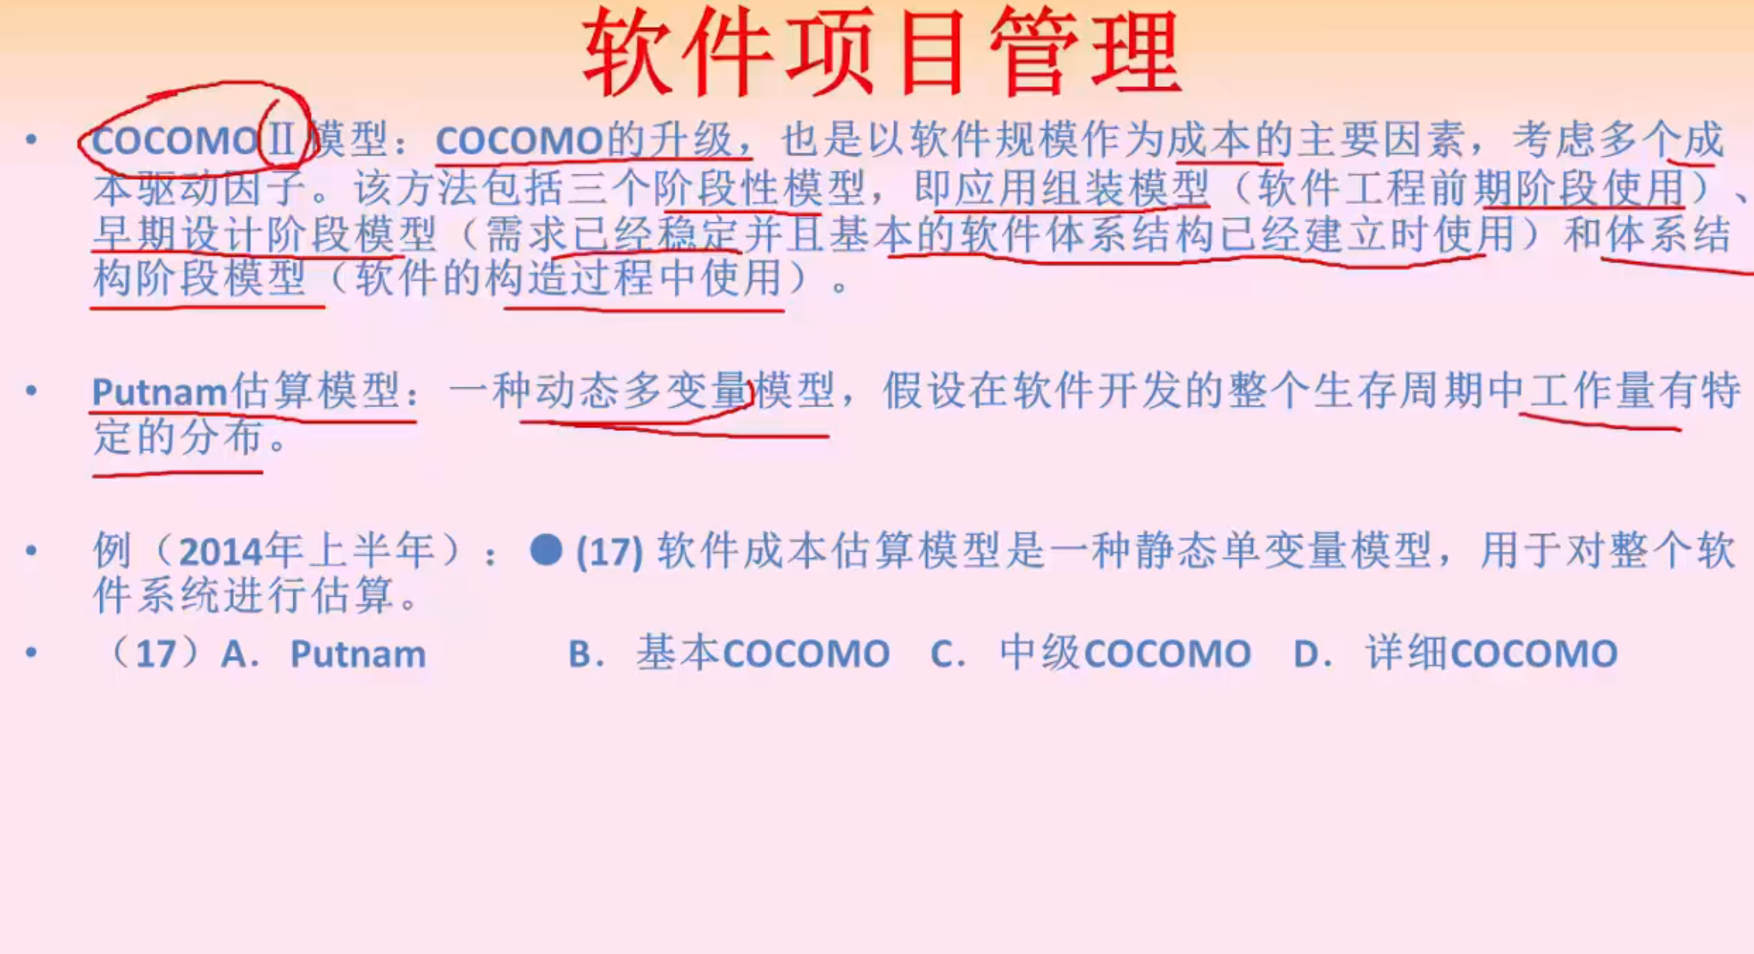 软件项目管理
• COCOMOⅡ模型：COCOMO的升级，也是以软件规模作为成本的主要因素，考虑多个成
本驱动因子。该方法包括三个阶段性模型，即应用组装模型（软件工程前期阶段使用）、
早期设计阶段模型（需求已经稳定并且基本的软件体系结构已经建立时使用）和体系结
构阶段模型（软件的构造过程中使用）。
• Putnam估算模型：一种动态多变量模型，假设在软件开发的整个生存周期中工作量有特
定的分布。
• 例（2014年上半年）：● (17) 软件成本估算模型是一种静态单变量模型，用于对整个软
件系统进行估算。
• （17）A. Putnam B. 基本COCOMO C. 中级COCOMO D. 详细COCOMO